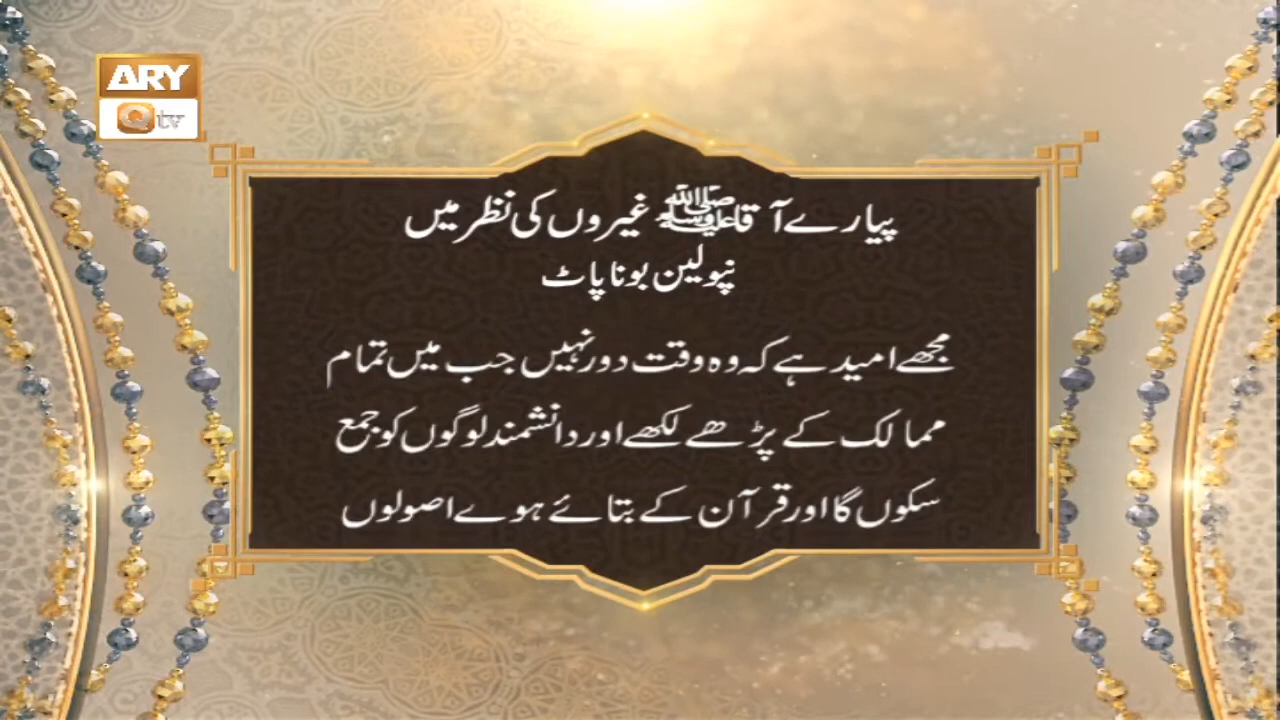 ARY
Qtv
پیارے آقا ﷺ غیروں کی نظر میں
نپولین بونا پاٹ
مجھے امید ہے کہ وہ وقت دور نہیں جب میں تمام
ممالک کے پڑھے لکھے اور دانشمند لوگوں کو جمع
سکوں گا اور قرآن کے بتائے ہوے اصولوں